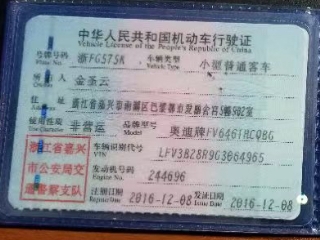 中华人民共和国机动车行驶证
Vehicle License of the People's Republic of China
号牌号码 Plate No. 浙FG575K 车辆类型 Vehicle Type 小型普通客车
所有人 金圣云
住址 浙江省嘉兴市南湖区
使用性质 Use Character 非营运 品牌型号 Model 奥迪牌FV6461HCQBG
浙江省嘉兴 车辆识别代号 VIN LFV3B28R9G3064965
市公安局交 发动机号码 Engine No. 244696
通警察支队 注册日期 Register Date 2016-12-08 发证日期 Issue Date 2016-12-08